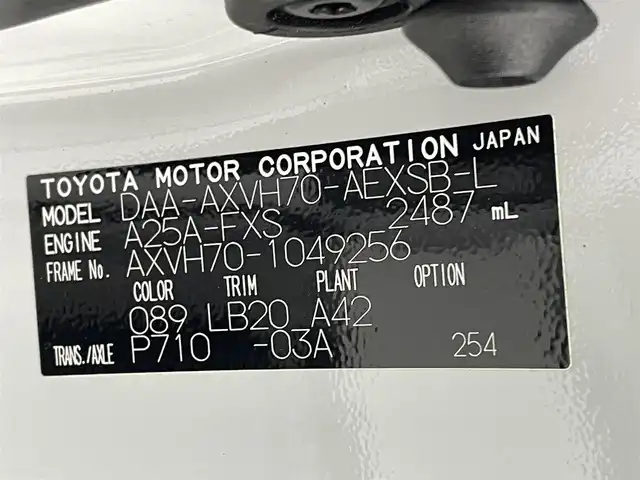 TOYOTA MOTOR CORPORATION JAPAN
MODEL DAA-AXVH70-AEXSB-L
ENGINE A25A-FXS 2487 mL
FRAME No. AXVH70-1049256
COLOR TRIM PLANT OPTION
089 LB20 A42
TRANS./AXLE P710 -03A 254